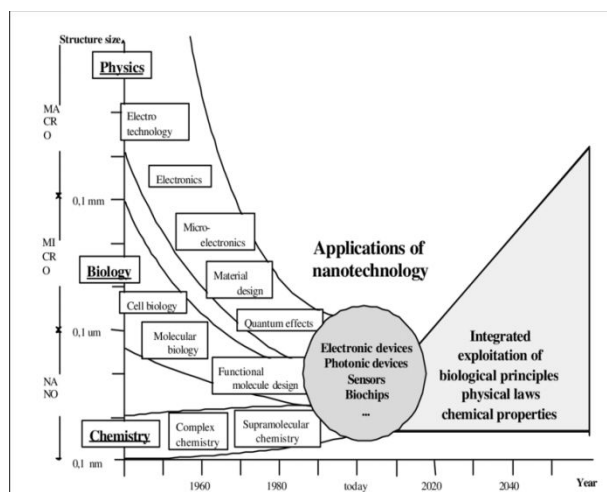 Structure size
Physics
MA
CR
O
Electro
technology
Electronics
0,1 mm
Micro-
electronics
Applications of
nanotechnology
MI
CR
O
Material
design
Biology
Cell biology
Quantum effects
0,1 um
Molecular
biology
Electronic devices
Photonic devices
Sensors
Biochips
...
Integrated
exploitation of
biological principles
physical laws
chemical properties
Functional
molecule design
NA
NO
Chemistry
Complex
chemistry
Supramolecular
chemistry
0,1 nm
1960
1980
today
2020
2040
Year